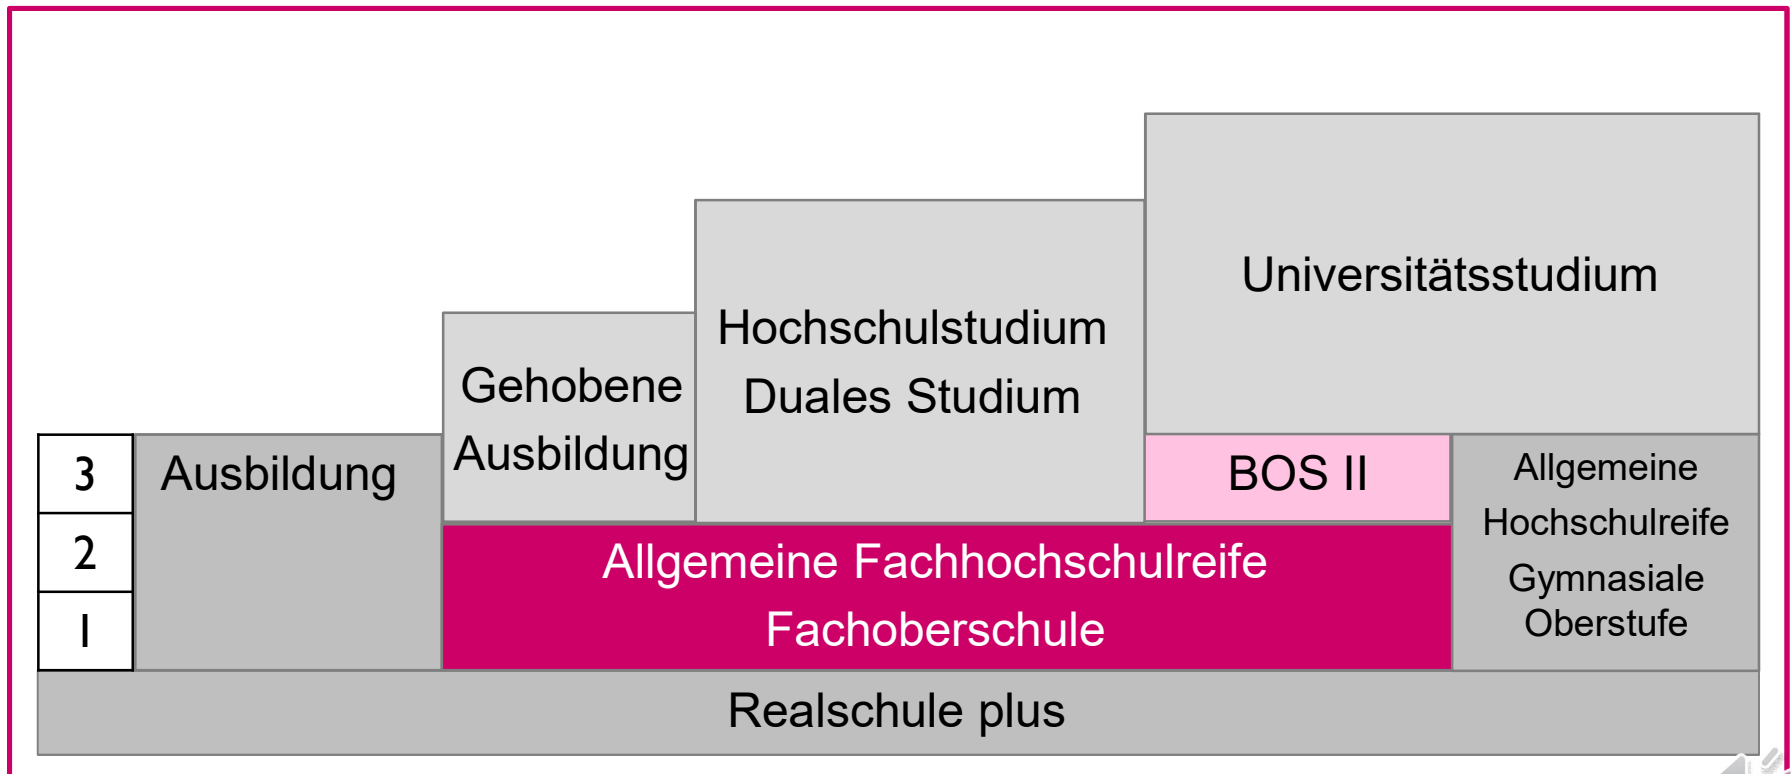 Universitätsstudium
Hochschulstudium
Duales Studium
Gehobene
Ausbildung
3
Ausbildung
BOS II
Allgemeine
Hochschulreife
Gymnasiale
Oberstufe
2
1
Allgemeine Fachhochschulreife
Fachoberschule
Realschule plus